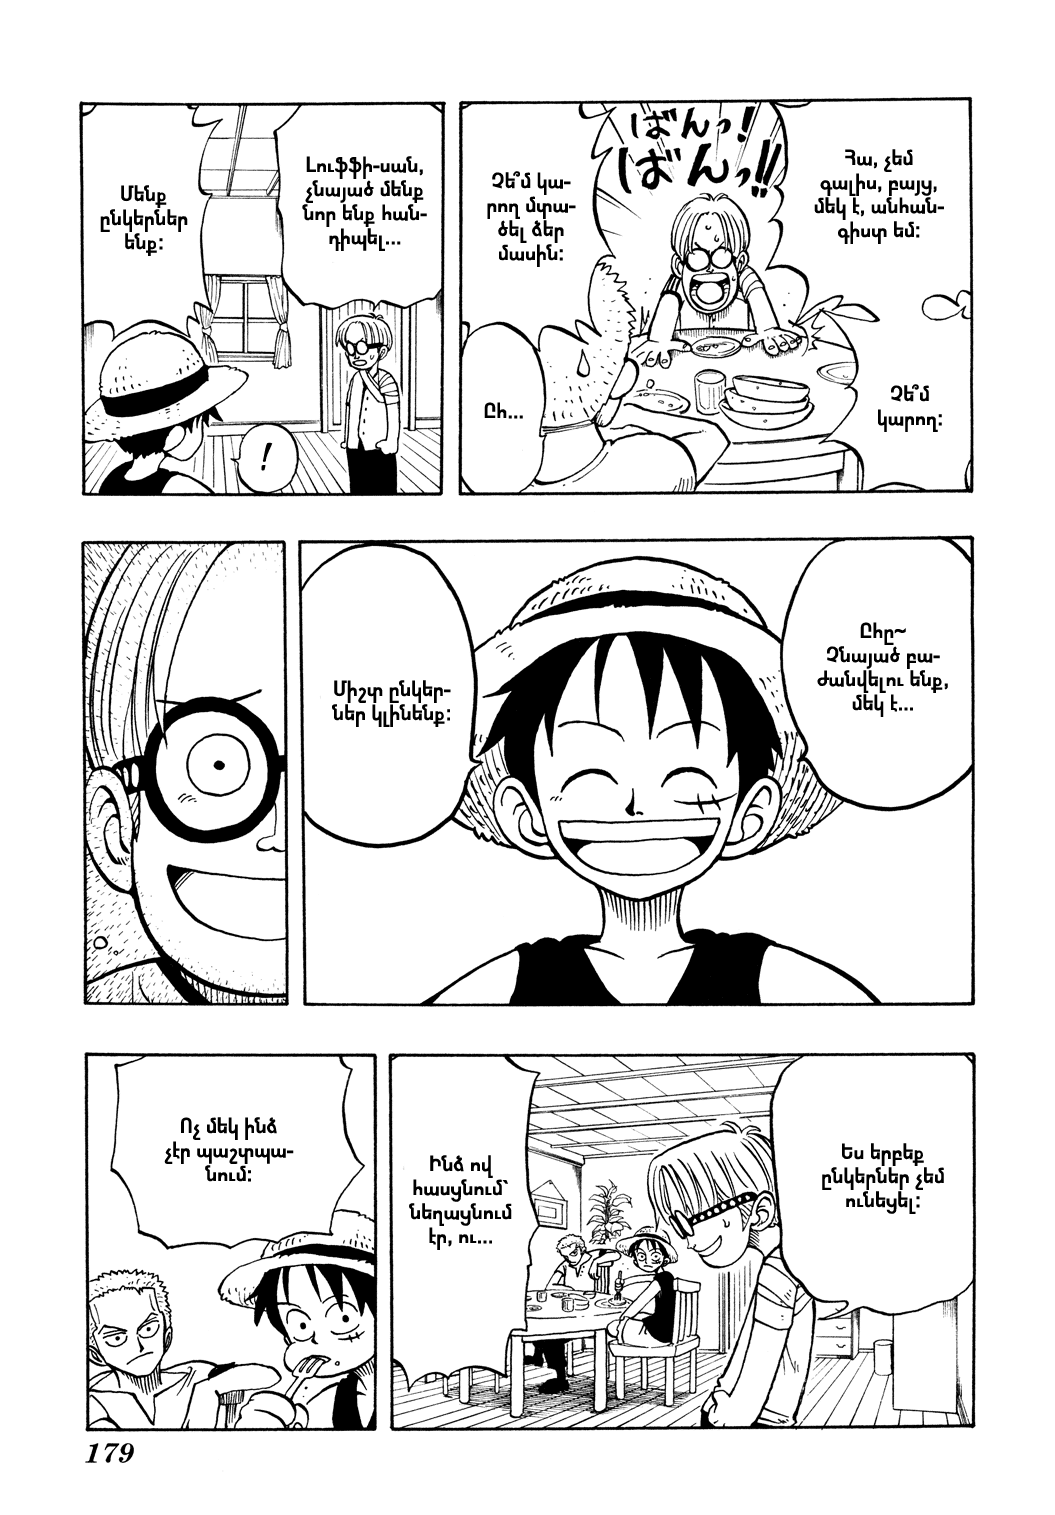 Հա, չեմ
գալիս, բայց,
մեկ է, անհան-
գիստ եմ:
ばんっ!
ばんっ!!
Չե՞մ կա-
րող մտա-
ծել ձեր
մասին:
Չե՞մ
կարող:
Ըհ...
Լուֆֆի-սան,
չնայած մենք
նոր ենք հան-
դիպել...
Մենք
ընկերներ
ենք:
!
Ըհը~
Չնայած բա-
ժանվելու ենք,
մեկ է...
Միշտ ընկեր-
ներ կլինենք:
Ես երբեք
ընկերներ չեմ
ունեցել:
Ինձ ով
հասցնում՝
նեղացնում
էր, ու...
Ոչ մեկ ինձ
չէր պաշտպա-
նում:
179